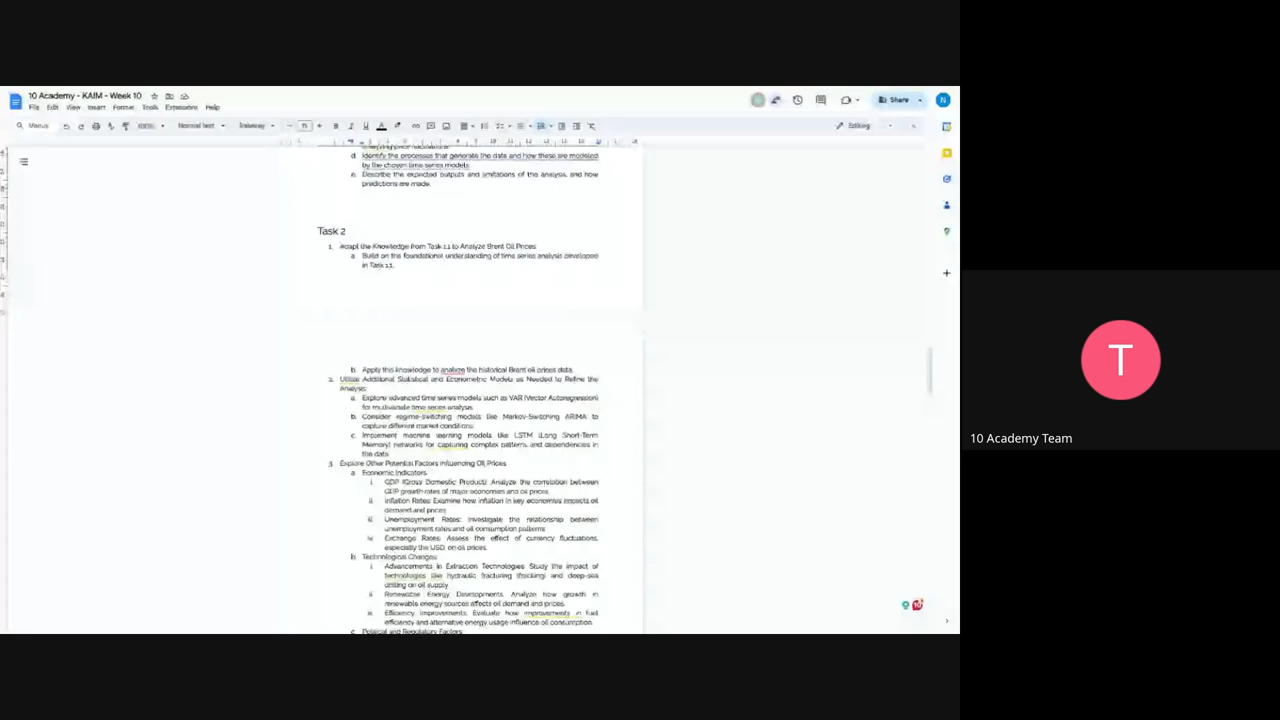 10 Academy - KAIM - Week 10
File Edit View Insert Format Tools Extensions Help
Share
N
Menus
100%
Normal text
Raleway
11
Editing
d. Identify the processes that generate the data and how these are modeled
by the chosen time series models.
e. Describe the expected outputs and limitations of the analysis, and how
predictions are made.
Task 2
1. Adapt the Knowledge from Task 1.1 to Analyze Brent Oil Prices
a. Build on the foundational understanding of time series analysis developed
in Task 1.1.
b. Apply this knowledge to analyze the historical Brent oil prices data.
2. Utilize Additional Statistical and Econometric Models as Needed to Refine the
Analysis:
a. Explore advanced time series models such as VAR (Vector Autoregression)
for multivariate time series analysis.
b. Consider regime-switching models like Markov-Switching ARIMA to
capture different market conditions.
c. Implement machine learning models like LSTM (Long Short-Term
Memory) networks for capturing complex patterns and dependencies in
the data.
3. Explore Other Potential Factors Influencing Oil Prices
a. Economic Indicators:
i. GDP (Gross Domestic Product): Analyze the correlation between
GDP growth rates of major economies and oil prices.
ii. Inflation Rates: Examine how inflation in key economies impacts oil
demand and prices.
iii. Unemployment Rates: Investigate the relationship between
unemployment rates and oil consumption patterns.
iv. Exchange Rates: Assess the effect of currency fluctuations,
especially the USD, on oil prices.
b. Technological Changes:
i. Advancements in Extraction Technologies: Study the impact of
technologies like hydraulic fracturing (fracking) and deep-sea
drilling on oil supply.
ii. Renewable Energy Developments: Analyze how growth in
renewable energy sources affects oil demand and prices.
iii. Efficiency Improvements: Evaluate how improvements in fuel
efficiency and alternative energy usage influence oil consumption.
c. Political and Regulatory Factors:
T
10 Academy Team